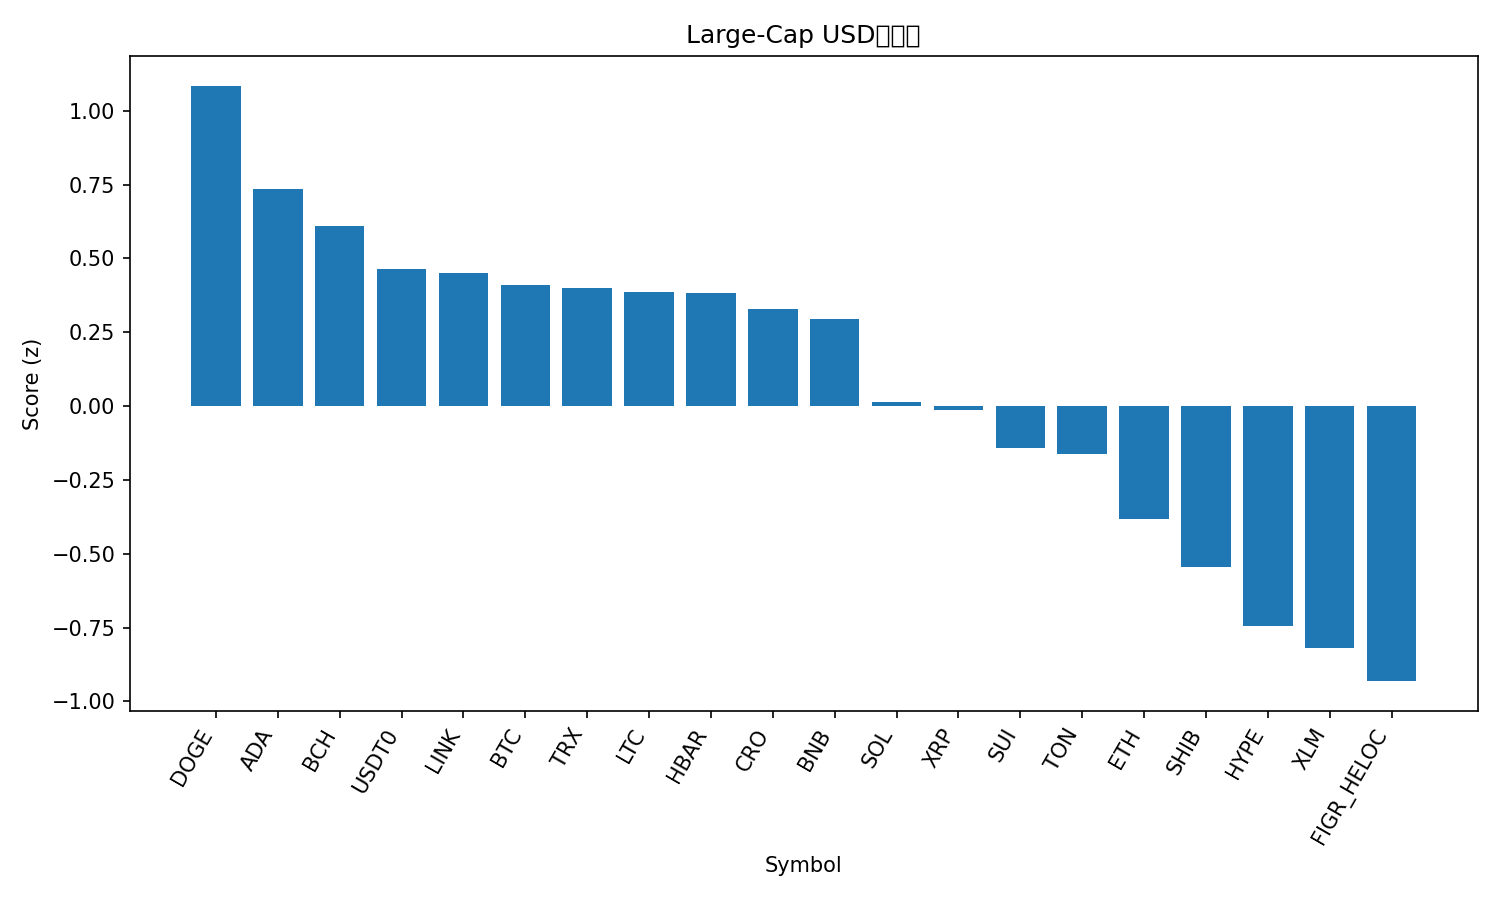 Large-Cap USD
Score (z)
1.00
0.75
0.50
0.25
0.00
−0.25
−0.50
−0.75
−1.00
DOGE
ADA
BCH
USDT0
LINK
BTC
TRX
LTC
HBAR
CRO
BNB
SOL
XRP
SUI
TON
ETH
SHIB
HYPE
XLM
FIGR_HELOC
Symbol